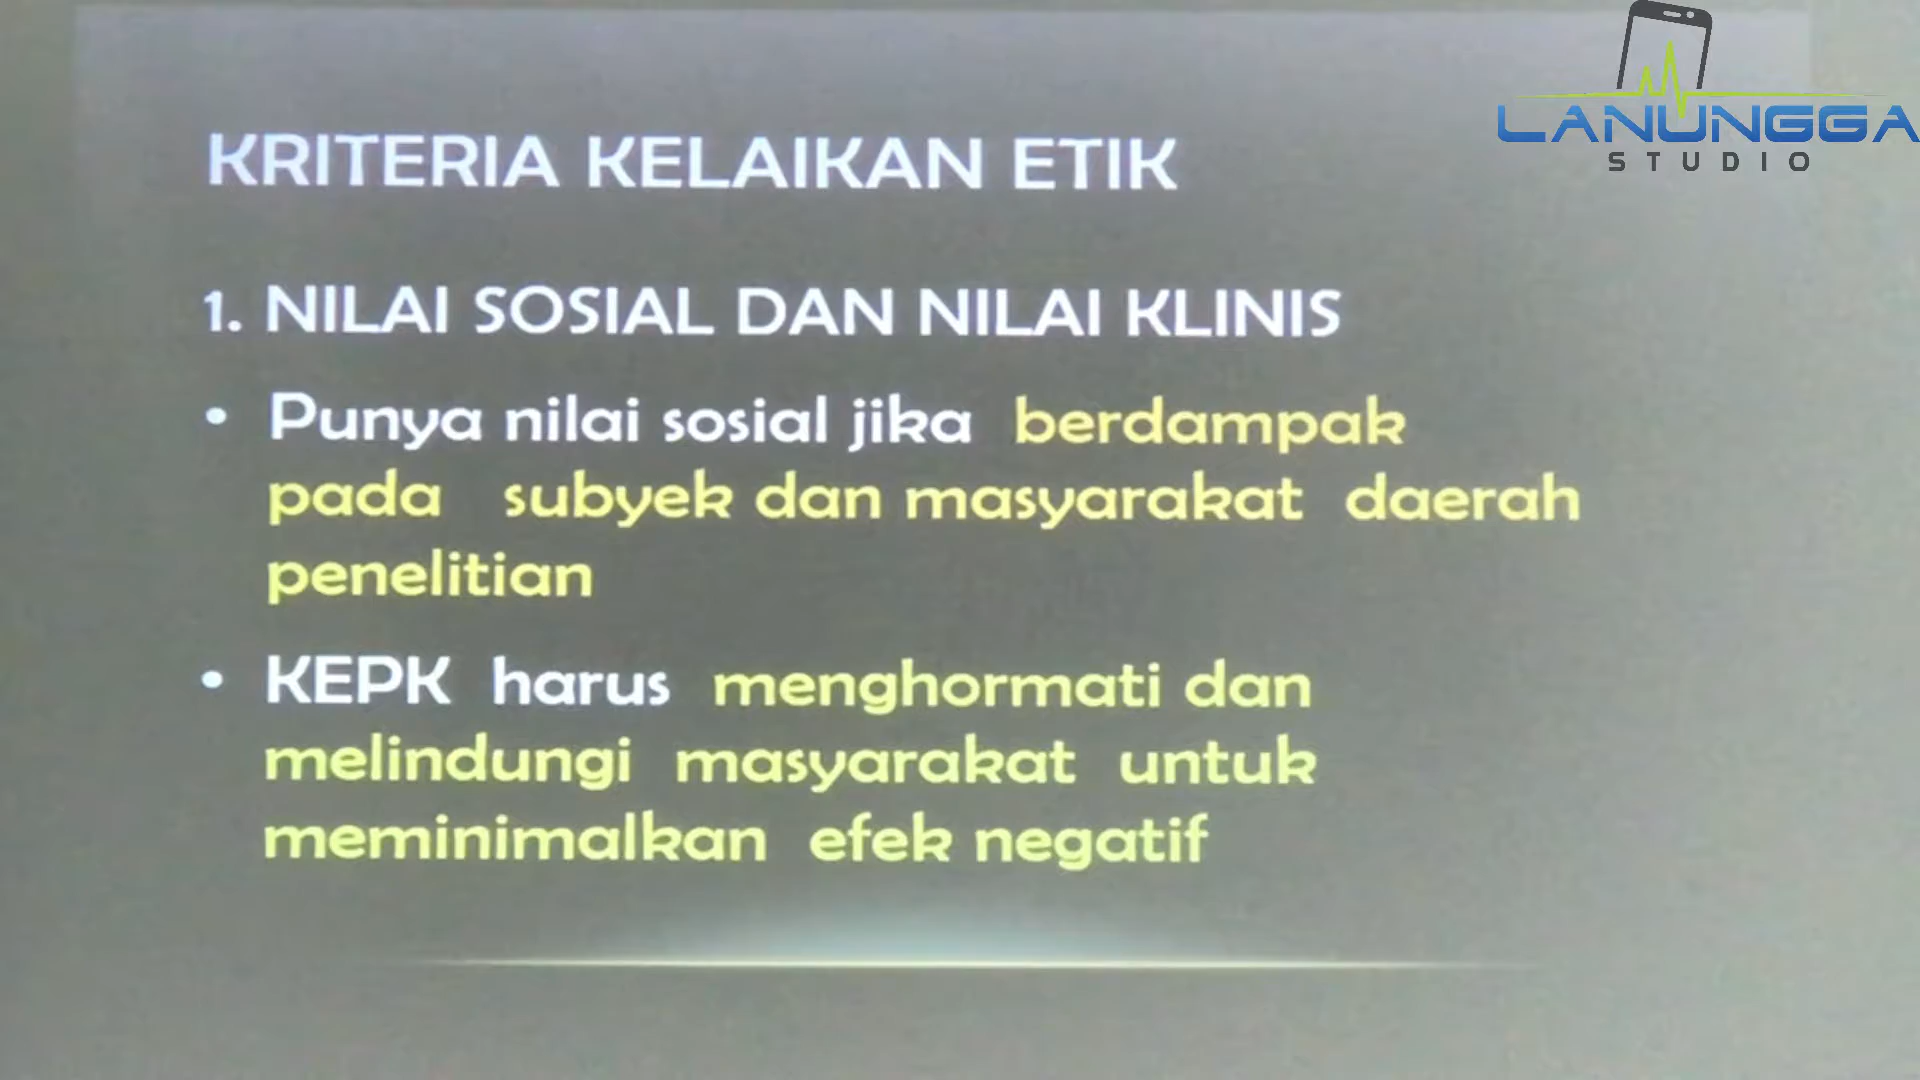 LANUNGGA
STUDIO
KRITERIA KELAIKAN ETIK
1. NILAI SOSIAL DAN NILAI KLINIS
• Punya nilai sosial jika berdampak
pada subyek dan masyarakat daerah
penelitian
• KEPK harus menghormati dan
melindungi masyarakat untuk
meminimalkan efek negatif